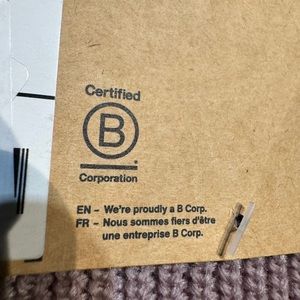 Certified
B
Corporation
EN – We're proudly a B Corp.
FR – Nous sommes fiers d'être
une entreprise B Corp.